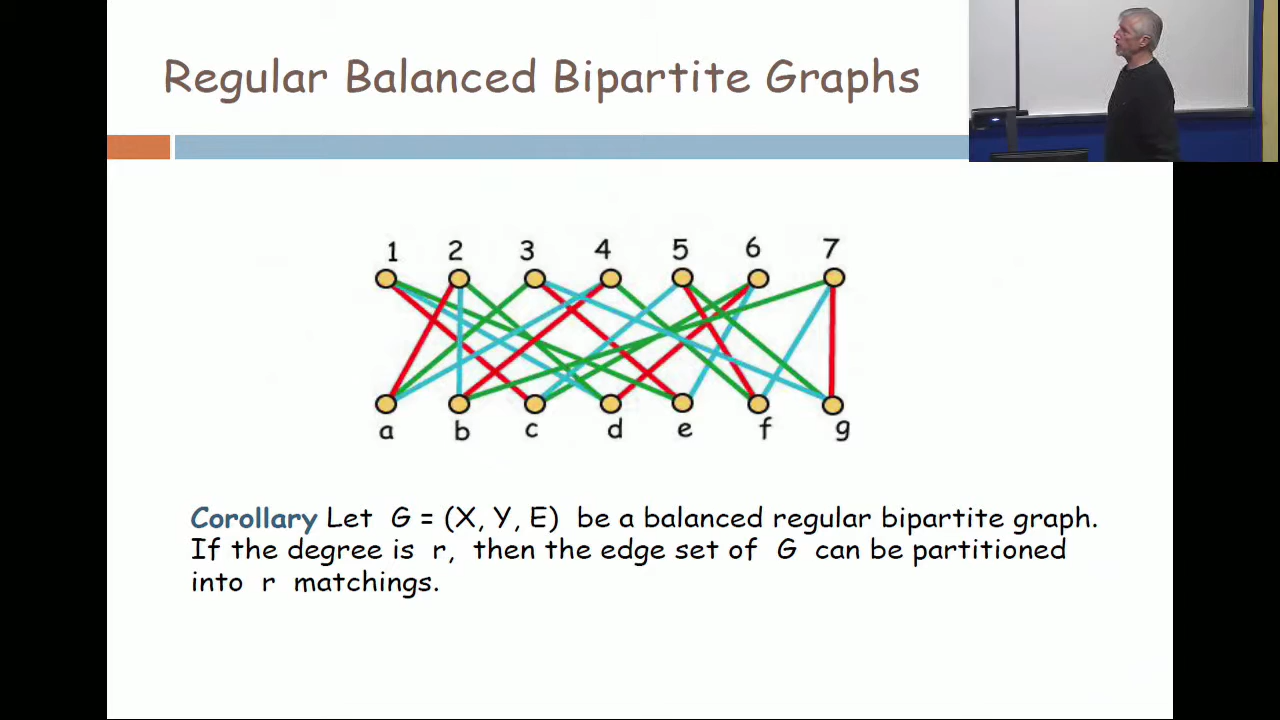 Regular Balanced Bipartite Graphs
1 2 3 4 5 6 7
a b c d e f g
Corollary Let G = (X, Y, E) be a balanced regular bipartite graph.
If the degree is r, then the edge set of G can be partitioned
into r matchings.